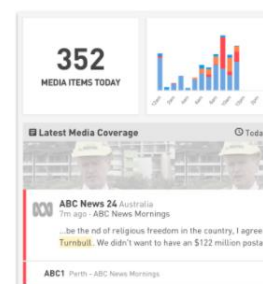 352
MEDIA ITEMS TODAY
Latest Media Coverage
Toda
ABC News 24 Australia
7m ago - ABC News Mornings
...be the nd of religious freedom in the country, I agree
Turnbull. We didn't want to have an $122 million posta
ABC1 Perth - ABC News Mornings